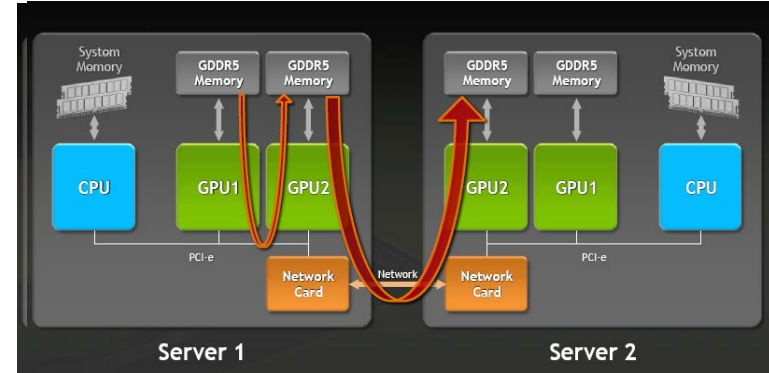 System
Memory
GDDR5
Memory
GDDR5
Memory
CPU
GPU1
GPU2
PCI-e
Network
Card
Server 1
Network
GDDR5
Memory
GDDR5
Memory
System
Memory
GPU2
GPU1
CPU
PCI-e
Network
Card
Server 2